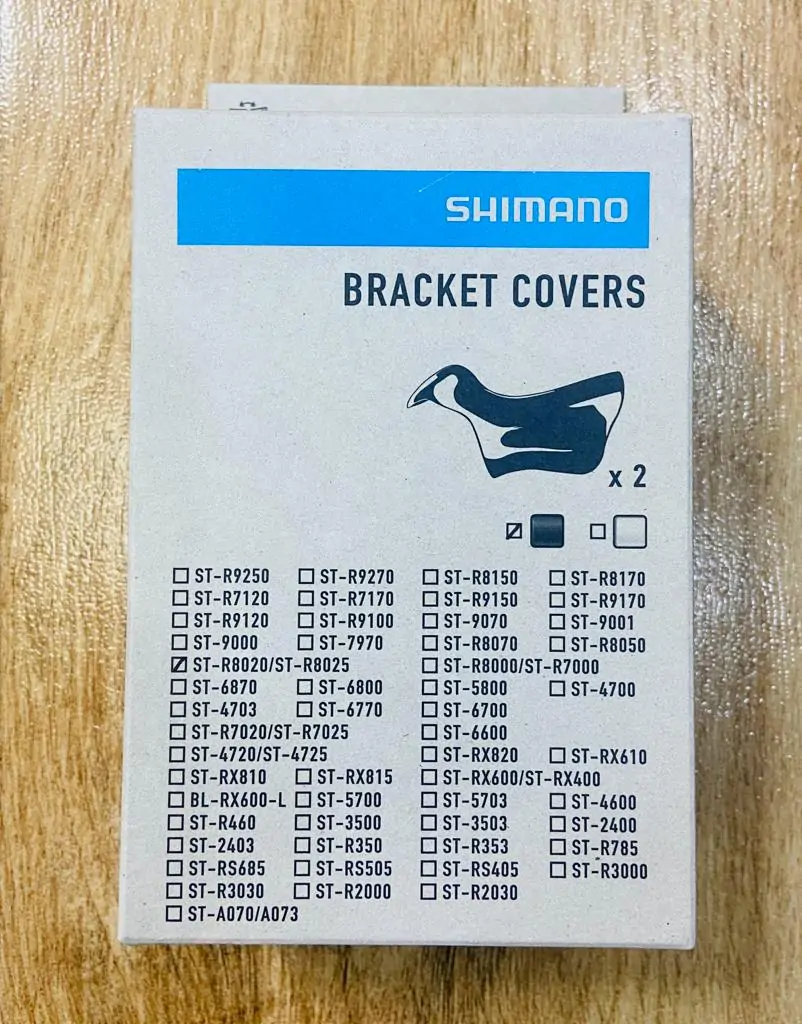 SHIMANO
BRACKET COVERS
x 2
ST-R9250 ST-R9270 ST-R8150 ST-R8170
ST-R7120 ST-R7170 ST-R9150 ST-R9170
ST-R9120 ST-R9100 ST-9070 ST-9001
ST-9000 ST-7970 ST-R8070 ST-R8050
ST-R8020/ST-R8025 ST-R8000/ST-R7000
ST-6870 ST-6800 ST-5800 ST-4700
ST-4703 ST-6770 ST-6700
ST-R7020/ST-R7025 ST-6600
ST-4720/ST-4725 ST-RX820 ST-RX610
ST-RX810 ST-RX815 ST-RX600/ST-RX400
BL-RX600-L ST-5700 ST-5703 ST-4600
ST-R460 ST-3500 ST-3503 ST-2400
ST-2403 ST-R350 ST-R353 ST-R785
ST-RS685 ST-RS505 ST-RS405 ST-R3000
ST-R3030 ST-R2000 ST-R2030
ST-A070/A073